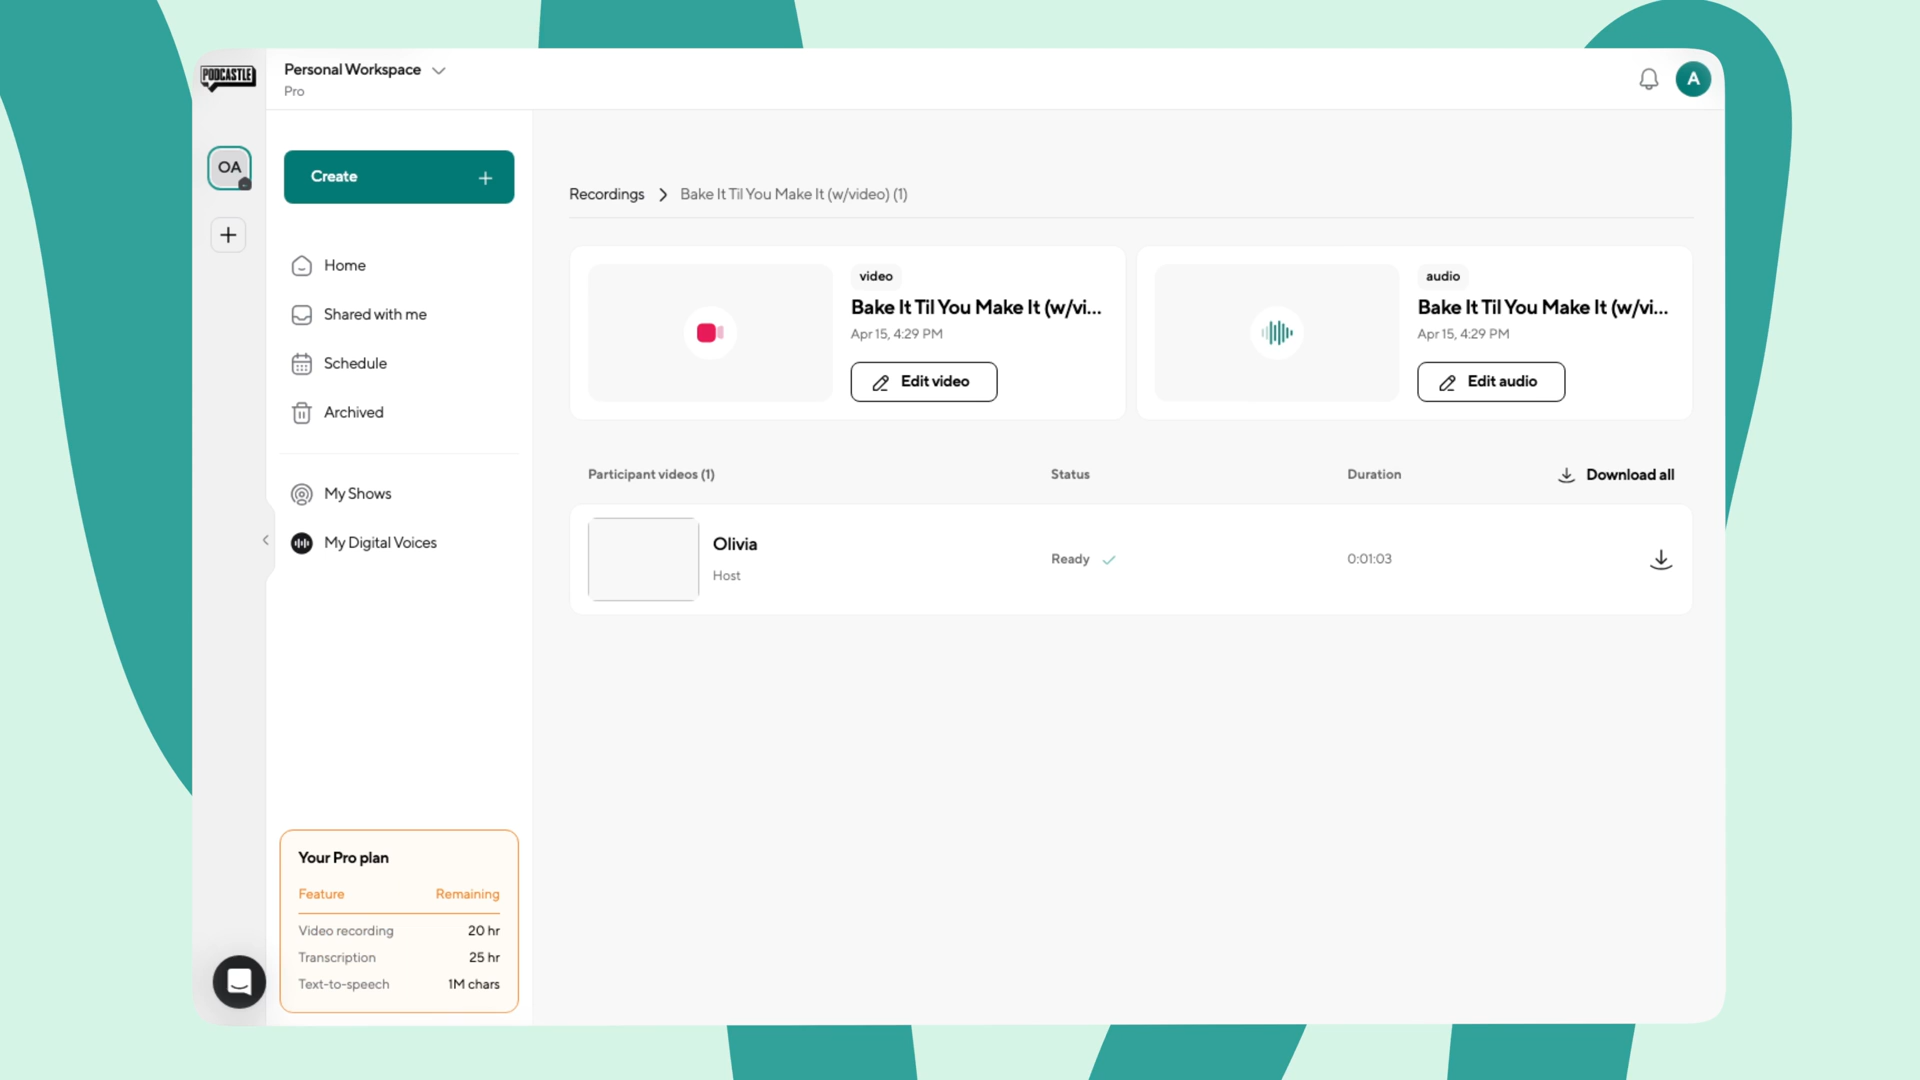 PODCASTLE
Personal Workspace
Pro
A
OA
Create
Home
Shared with me
Schedule
Archived
My Shows
My Digital Voices
Your Pro plan
Feature Remaining
Video recording 20 hr
Transcription 25 hr
Text-to-speech 1M chars
Recordings > Bake It Til You Make It (w/video) (1)
video
Bake It Til You Make It (w/vi...
Apr 15, 4:29 PM
Edit video
audio
Bake It Til You Make It (w/vi...
Apr 15, 4:29 PM
Edit audio
Participant videos (1) Status Duration Download all
Olivia
Host
Ready 0:01:03